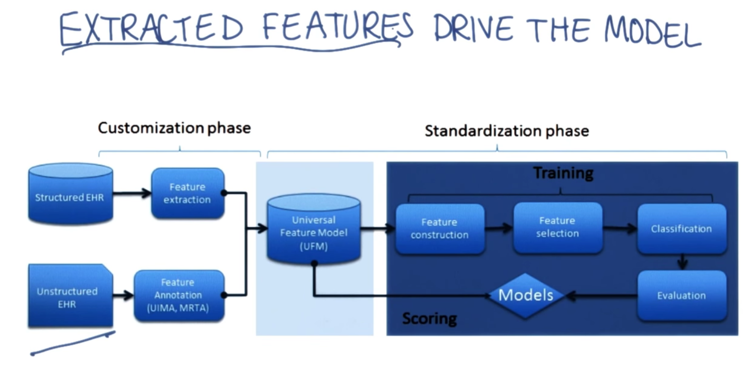 EXTRACTED FEATURES DRIVE THE MODEL
Customization phase
Standardization phase
Training
Structured EHR
Feature
extraction
Universal
Feature Model
(UFM)
Feature
construction
Feature
selection
Classification
Unstructured
EHR
Feature
Annotation
(UIMA, MRTA)
Models
Evaluation
Scoring